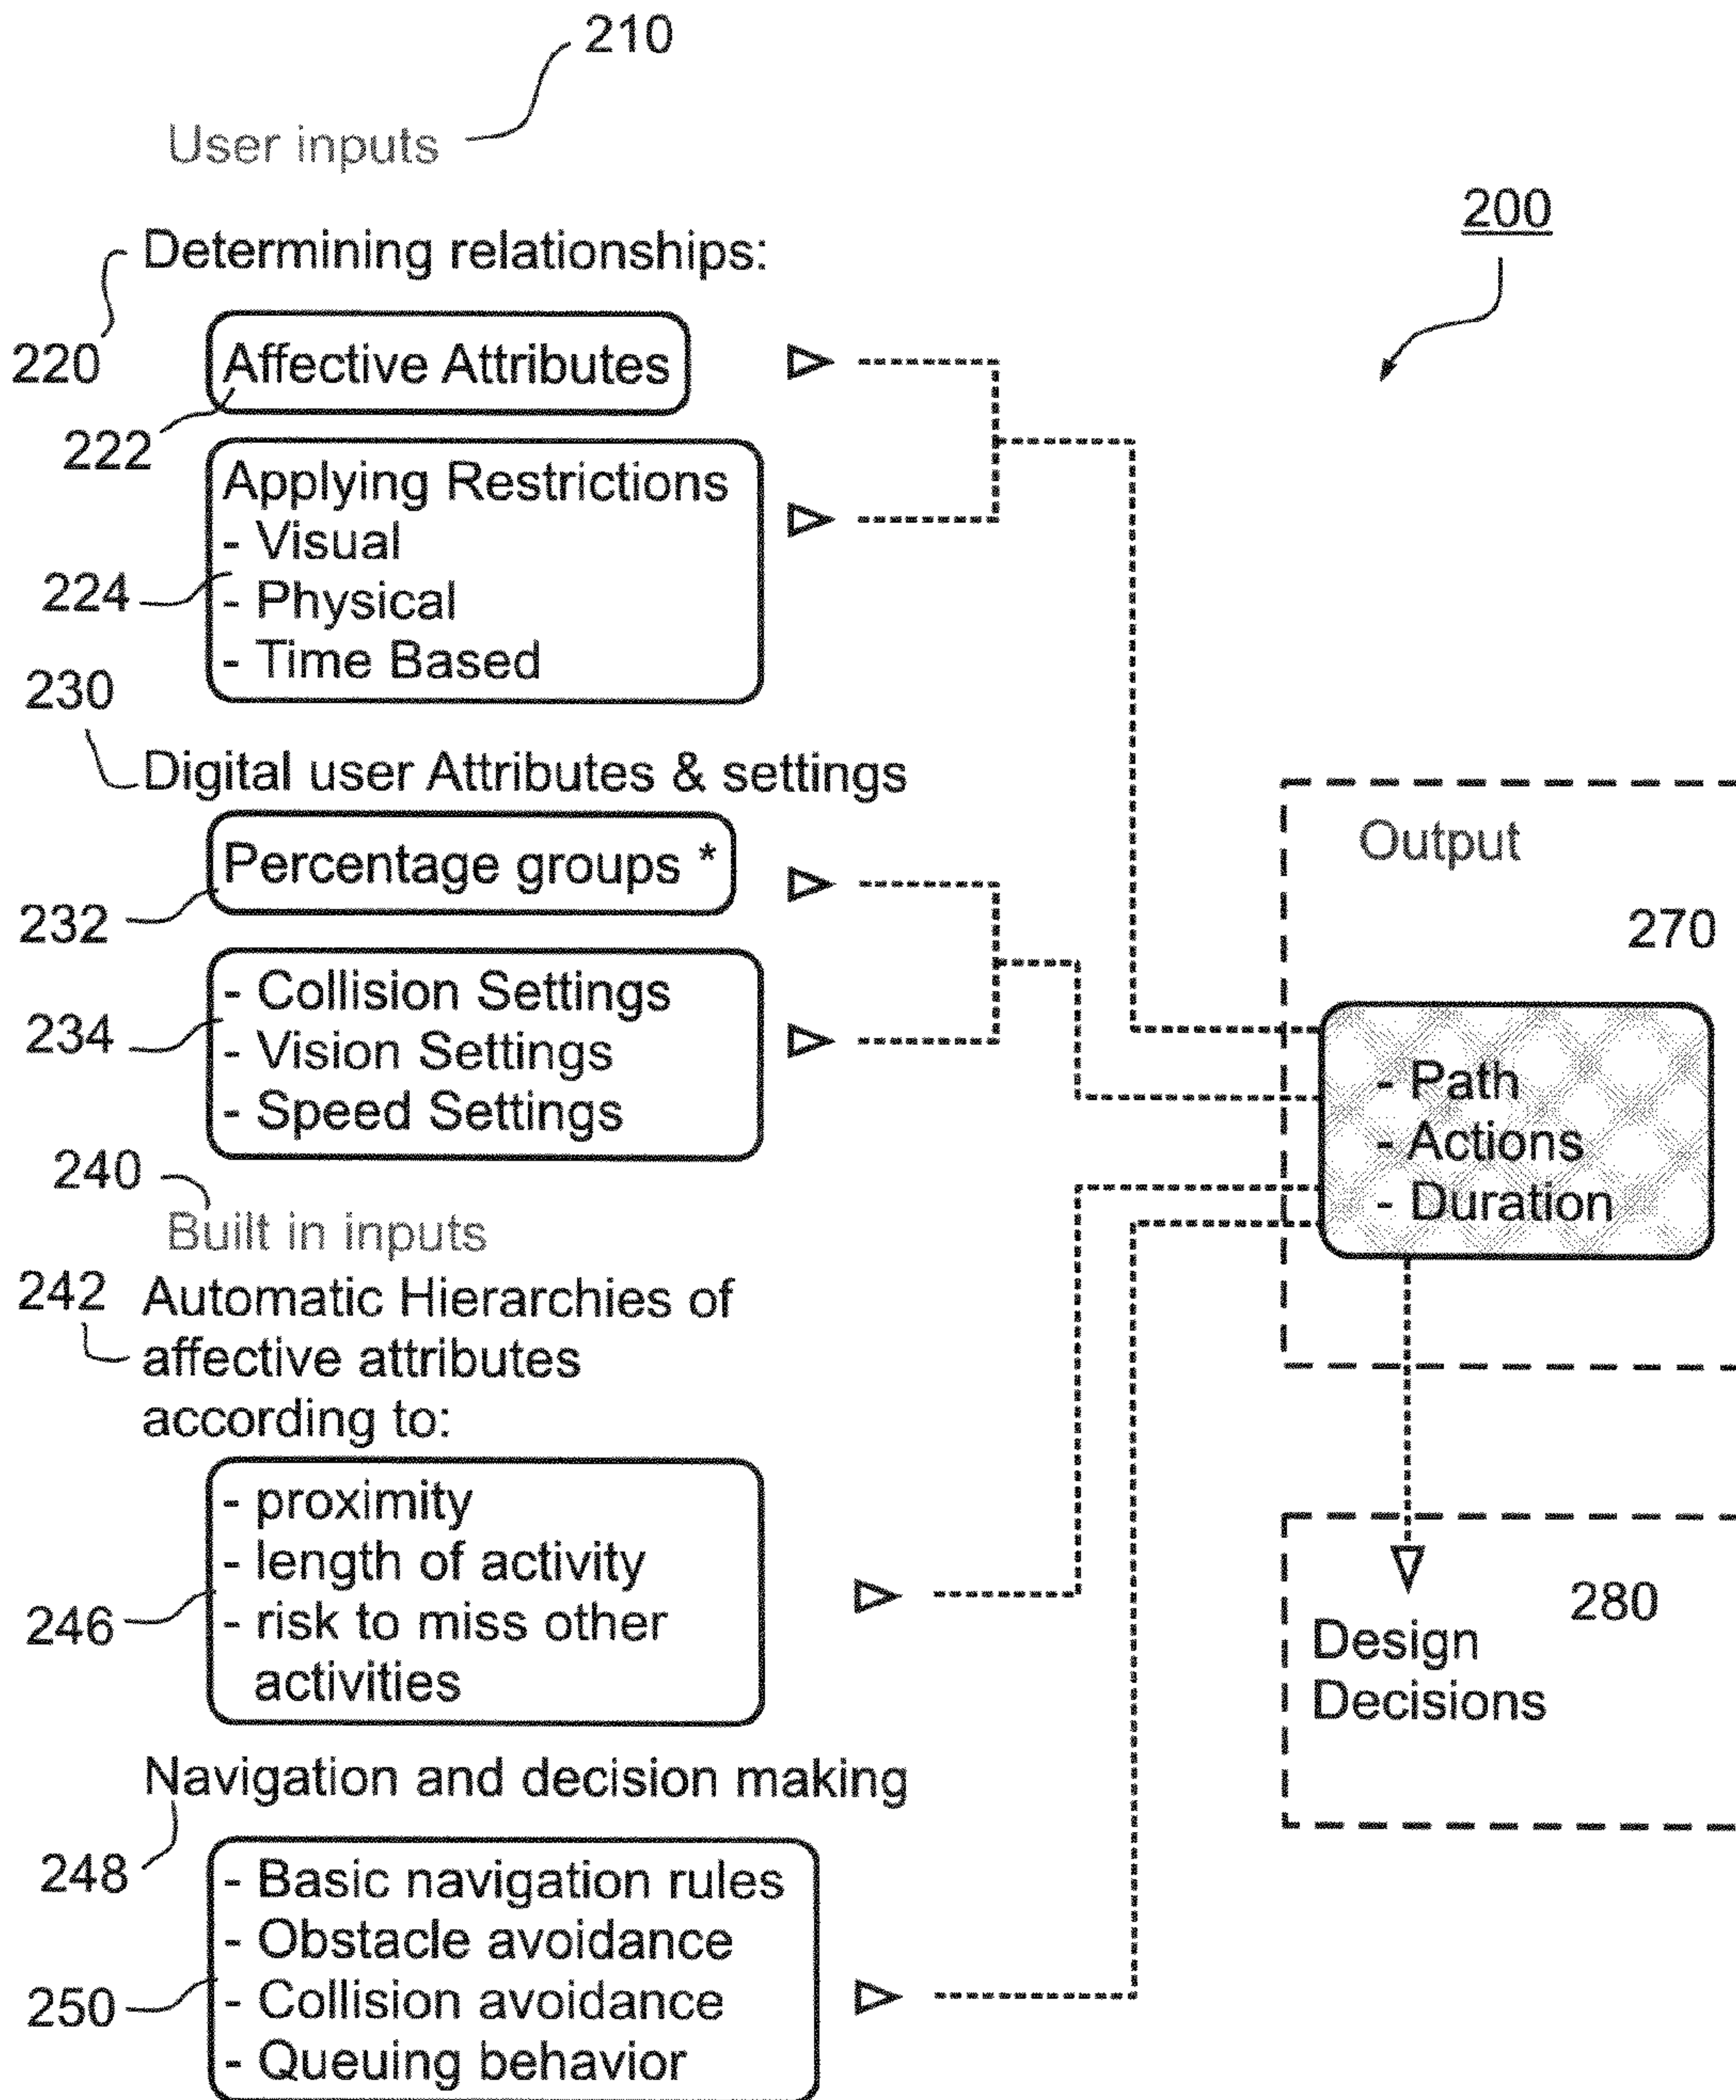 210
User inputs
200
220
Determining relationships:
222
Affective Attributes
224
Applying Restrictions
- Visual
- Physical
- Time Based
230
Digital user Attributes & settings
232
Percentage groups *
234
- Collision Settings
- Vision Settings
- Speed Settings
240
Built in inputs
242
Automatic Hierarchies of
affective attributes
according to:
246
- proximity
- length of activity
- risk to miss other
activities
248
Navigation and decision making
250
- Basic navigation rules
- Obstacle avoidance
- Collision avoidance
- Queuing behavior
Output
270
- Path
- Actions
- Duration
280
Design
Decisions